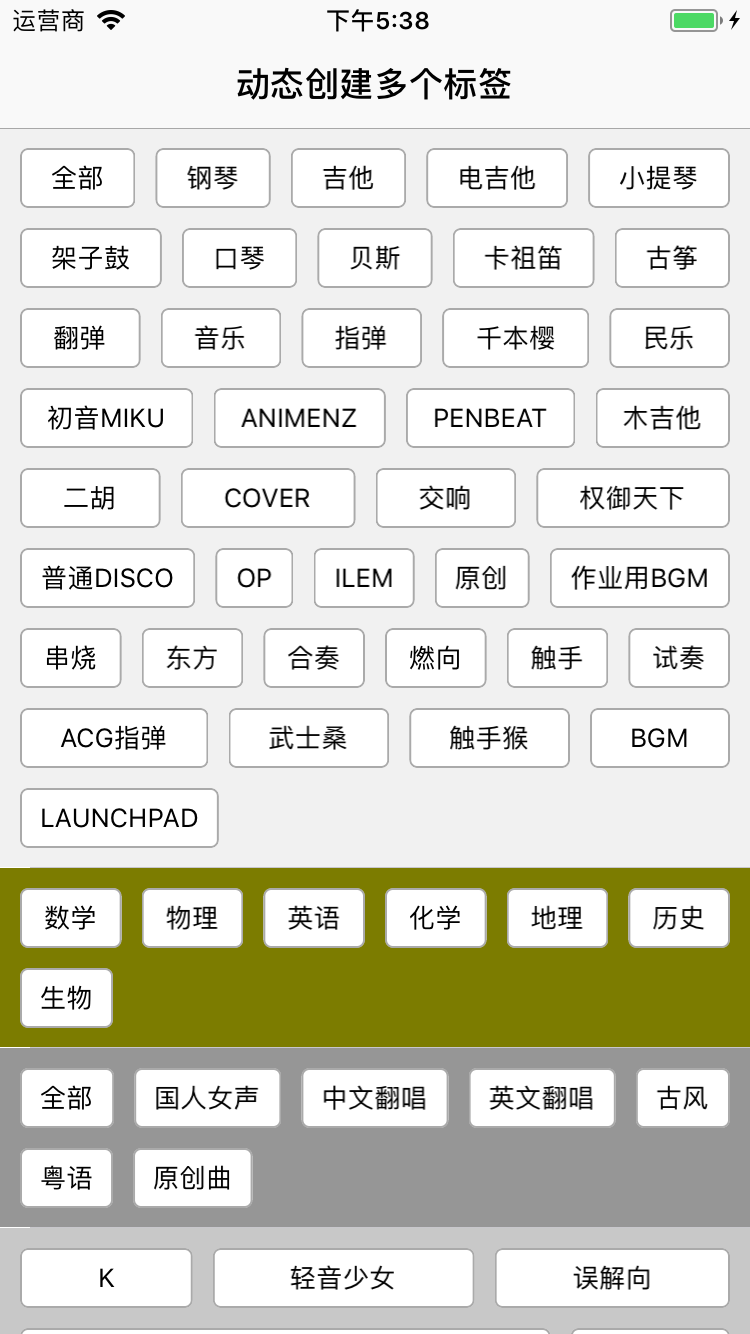 运营商 下午5:38
动态创建多个标签
全部 钢琴 吉他 电吉他 小提琴
架子鼓 口琴 贝斯 卡祖笛 古筝
翻弹 音乐 指弹 千本樱 民乐
初音MIKU ANIMENZ PENBEAT 木吉他
二胡 COVER 交响 权御天下
普通DISCO OP ILEM 原创 作业用BGM
串烧 东方 合奏 燃向 触手 试奏
ACG指弹 武士桑 触手猴 BGM
LAUNCHPAD
数学 物理 英语 化学 地理 历史
生物
全部 国人女声 中文翻唱 英文翻唱 古风
粤语 原创曲
K 轻音少女 误解向